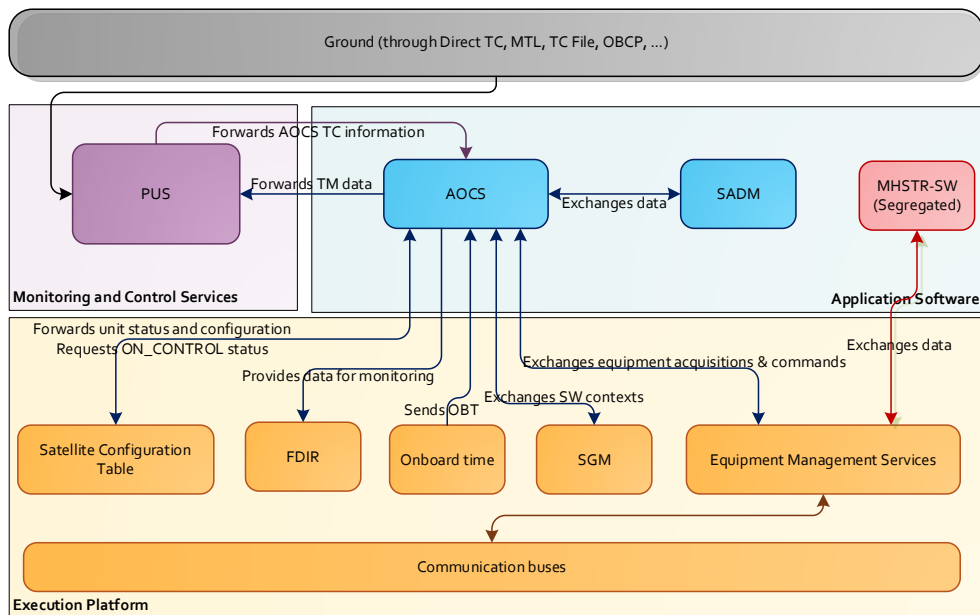 Ground (through Direct TC, MTL, TC File, OBCP, ...)
Forwards AOCS TC information
PUS
Forwards TM data
AOCS
Exchanges data
SADM
MHSTR-SW
(Segregated)
Monitoring and Control Services
Application Software
Forwards unit status and configuration
Requests ON_CONTROL status
Provides data for monitoring
Sends OBT
Exchanges SW contexts
Exchanges equipment acquisitions & commands
Exchanges data
Satellite Configuration
Table
FDIR
Onboard time
SGM
Equipment Management Services
Communication buses
Execution Platform